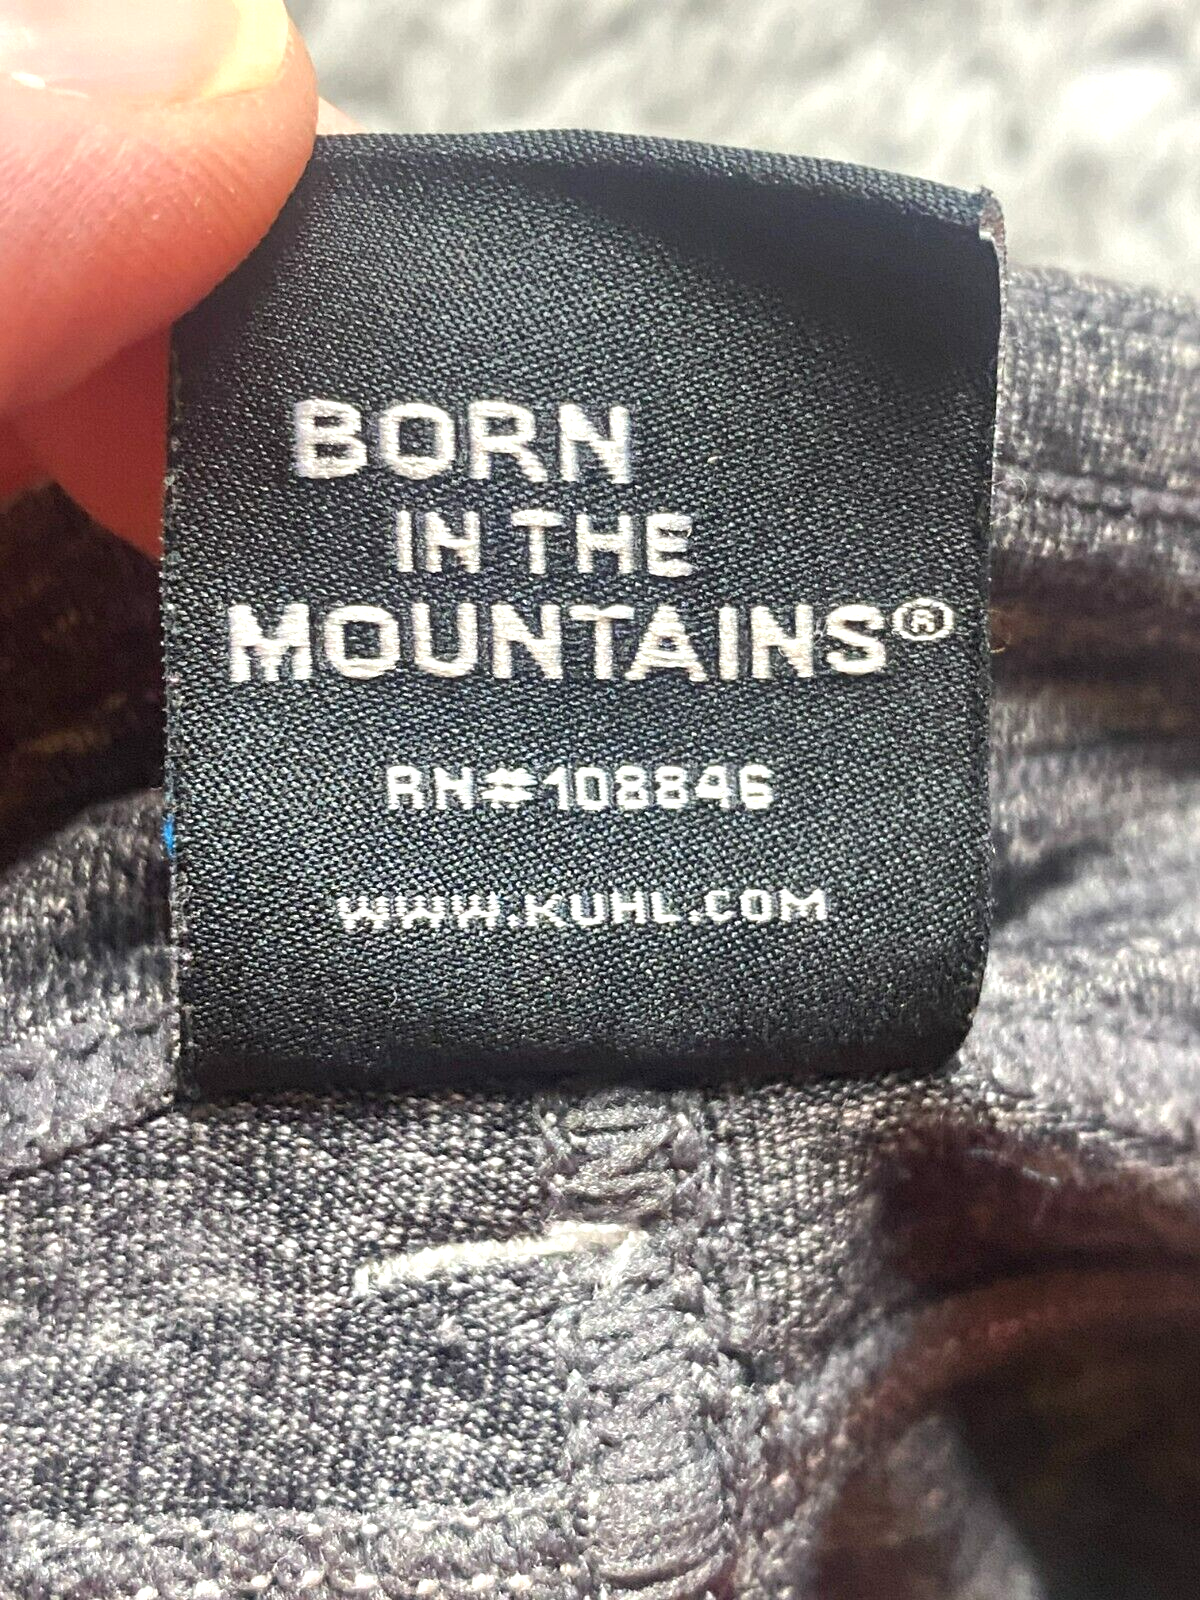 BORN
IN THE
MOUNTAINS®
RN#108846
WWW.KUHL.COM